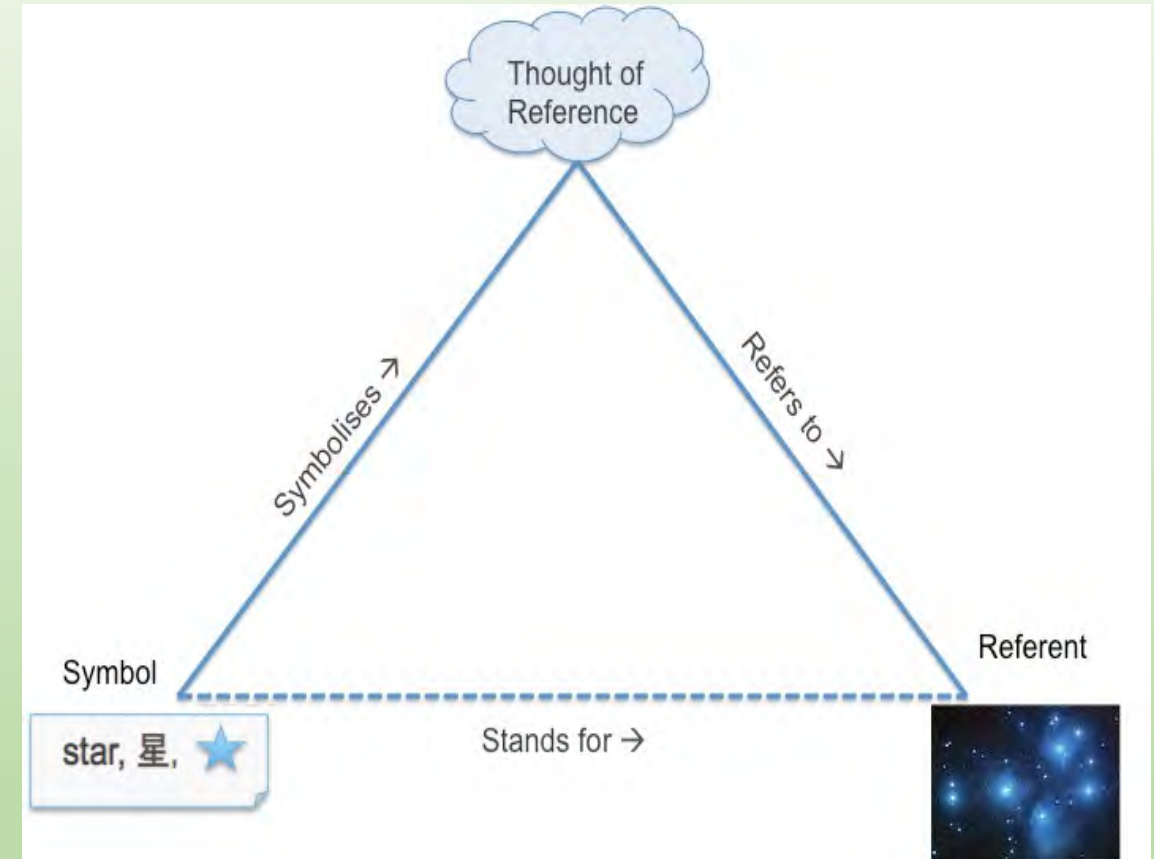 Thought of
Reference
Symbolises →
Refers to →
Symbol
Referent
Stands for →
star, 星,